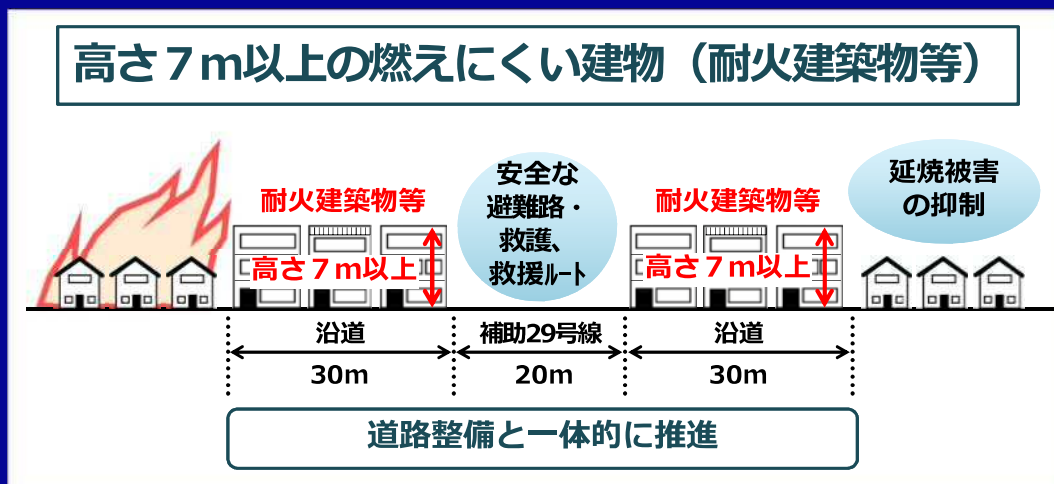 高さ７ｍ以上の燃えにくい建物（耐火建築物等）
耐火建築物等
高さ７ｍ以上
安全な
避難路・
救護、
救援ﾙｰﾄ
耐火建築物等
高さ７ｍ以上
延焼被害
の抑制
沿道
補助29号線
沿道
30m
20m
30m
道路整備と一体的に推進